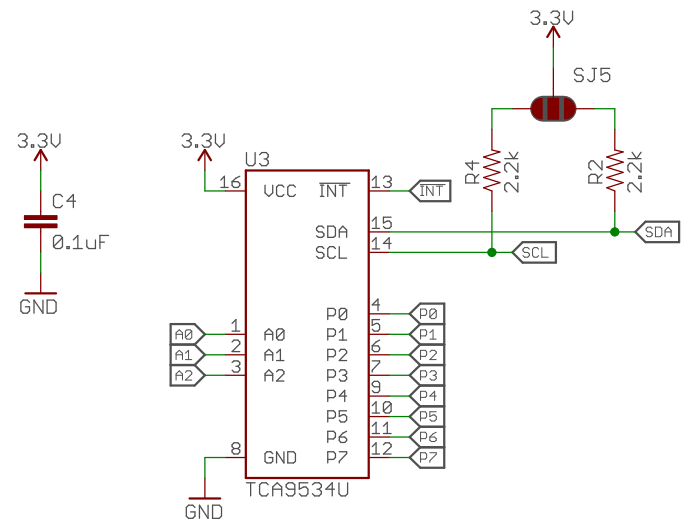 3.3V
SJ5
R4
2.2k
R2
2.2k
3.3V
C4
0.1uF
GND
3.3V
U3
16 VCC
INT 13 INT
SDA 15 SDA
SCL 14 SCL
P0 4 P0
A0 1 A0 P1 5 P1
A1 2 A1 P2 6 P2
A2 3 A2 P3 7 P3
P4 9 P4
P5 10 P5
P6 11 P6
8 GND P7 12 P7
TCA9534U
GND